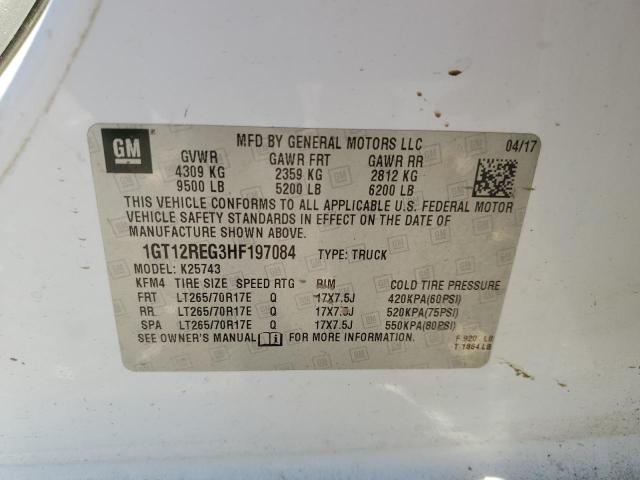 GM
MFD BY GENERAL MOTORS LLC 04/17
GVWR GAWR FRT GAWR RR
4309 KG 2359 KG 2812 KG
9500 LB 5200 LB 6200 LB
THIS VEHICLE CONFORMS TO ALL APPLICABLE U.S. FEDERAL MOTOR
VEHICLE SAFETY STANDARDS IN EFFECT ON THE DATE OF
MANUFACTURE SHOWN ABOVE.
1GT12REG3HF197084 TYPE: TRUCK
MODEL: K25743
KFM4 TIRE SIZE SPEED RTG RIM COLD TIRE PRESSURE
FRT LT265/70R17E Q 17X7.5J 420KPA(60PSI)
RR LT265/70R17E Q 17X7.5J 520KPA(75PSI)
SPA LT265/70R17E Q 17X7.5J 550KPA(80PSI)
SEE OWNER'S MANUAL FOR MORE INFORMATION. F 920 LB
T 1864 LB